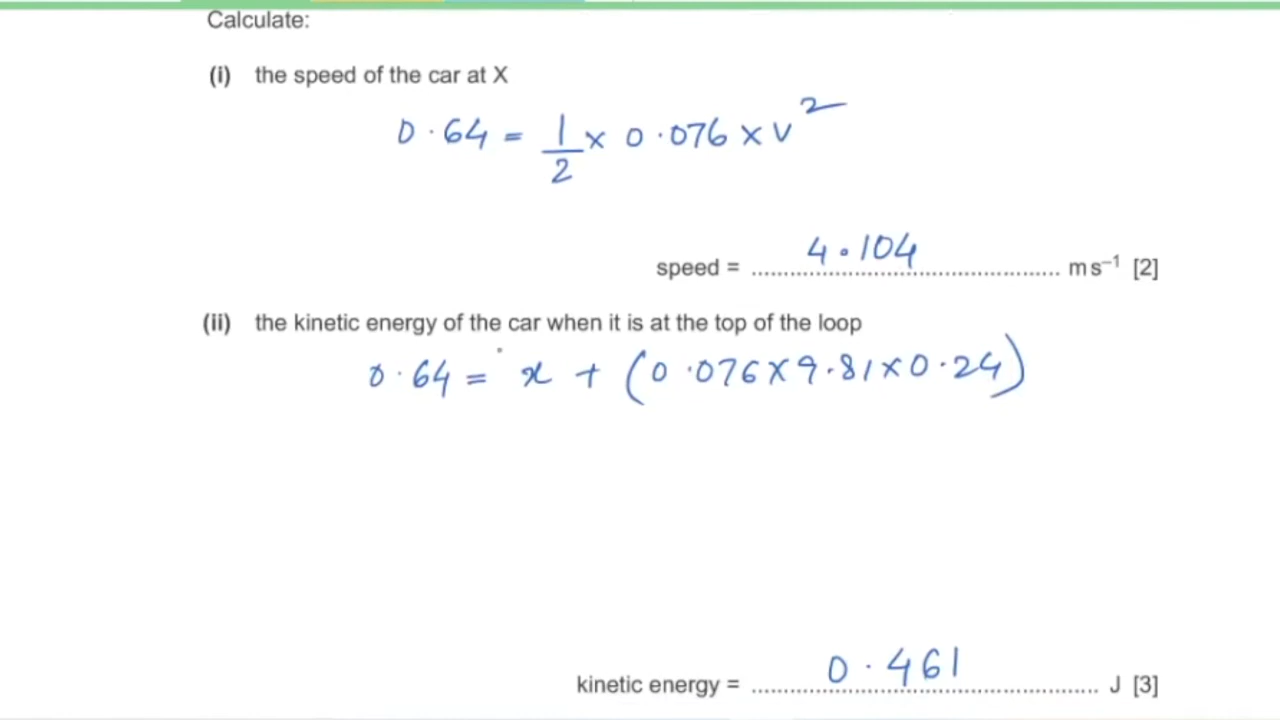 Calculate:
(i) the speed of the car at X
0.64 = 1/2 × 0.076 × v²
speed = .......... 4.104 .......... m s⁻¹ [2]
(ii) the kinetic energy of the car when it is at the top of the loop
0.64 = x + (0.076 × 9.81 × 0.24)
kinetic energy = .......... 0.461 .......... J [3]